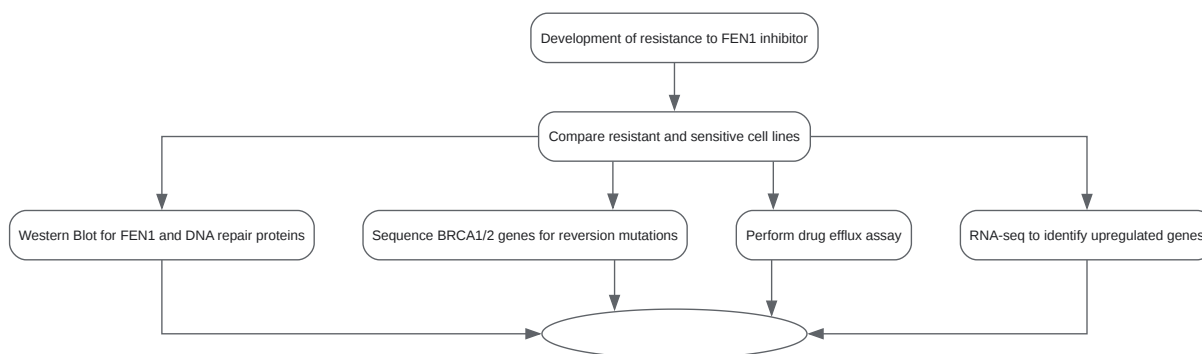 Development of resistance to FEN1 inhibitor
Compare resistant and sensitive cell lines
Western Blot for FEN1 and DNA repair proteins
Sequence BRCA1/2 genes for reversion mutations
Perform drug efflux assay
RNA-seq to identify upregulated genes